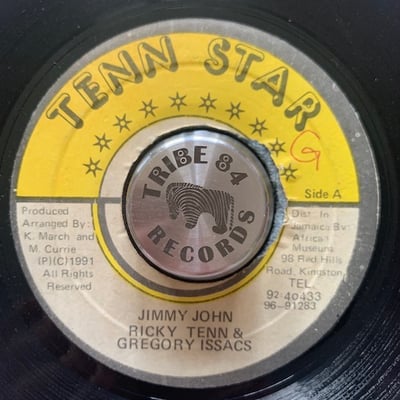 TENN STAR
G
Side A
Produced
Arranged By:
K. March and
M. Currie
(P)(C)1991
All Rights
Reserved
TRIBE 84
RECORDS
Dist. In
Jamaica By:
Africa
Museum
98 Red Hills
Road, Kingston
TEL.
92-40433
96-91283
JIMMY JOHN
RICKY TENN &
GREGORY ISSACS